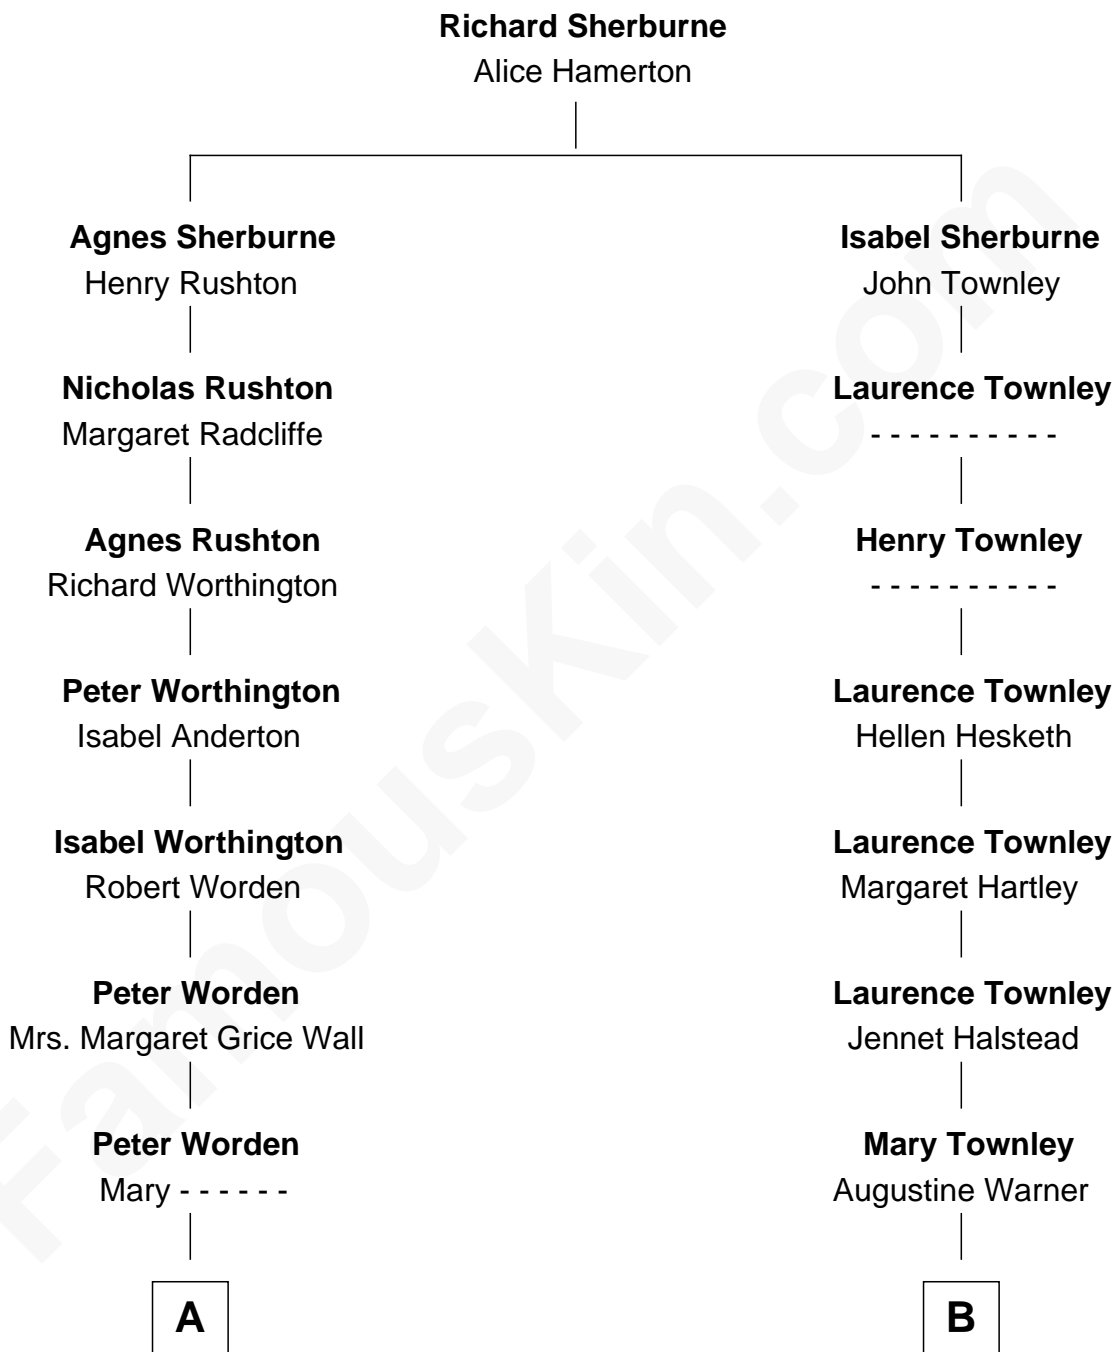 Richard Sherburne
Alice Hamerton
Agnes Sherburne
Henry Rushton
Isabel Sherburne
John Townley
Nicholas Rushton
Margaret Radcliffe
Laurence Townley
- - - - - - - - - -
Agnes Rushton
Richard Worthington
Henry Townley
- - - - - - - - - -
Peter Worthington
Isabel Anderton
Laurence Townley
Hellen Hesketh
Isabel Worthington
Robert Worden
Laurence Townley
Margaret Hartley
Peter Worden
Mrs. Margaret Grice Wall
Laurence Townley
Jennet Halstead
Peter Worden
Mary - - - - - -
Mary Townley
Augustine Warner
A
B
FamousKin.com